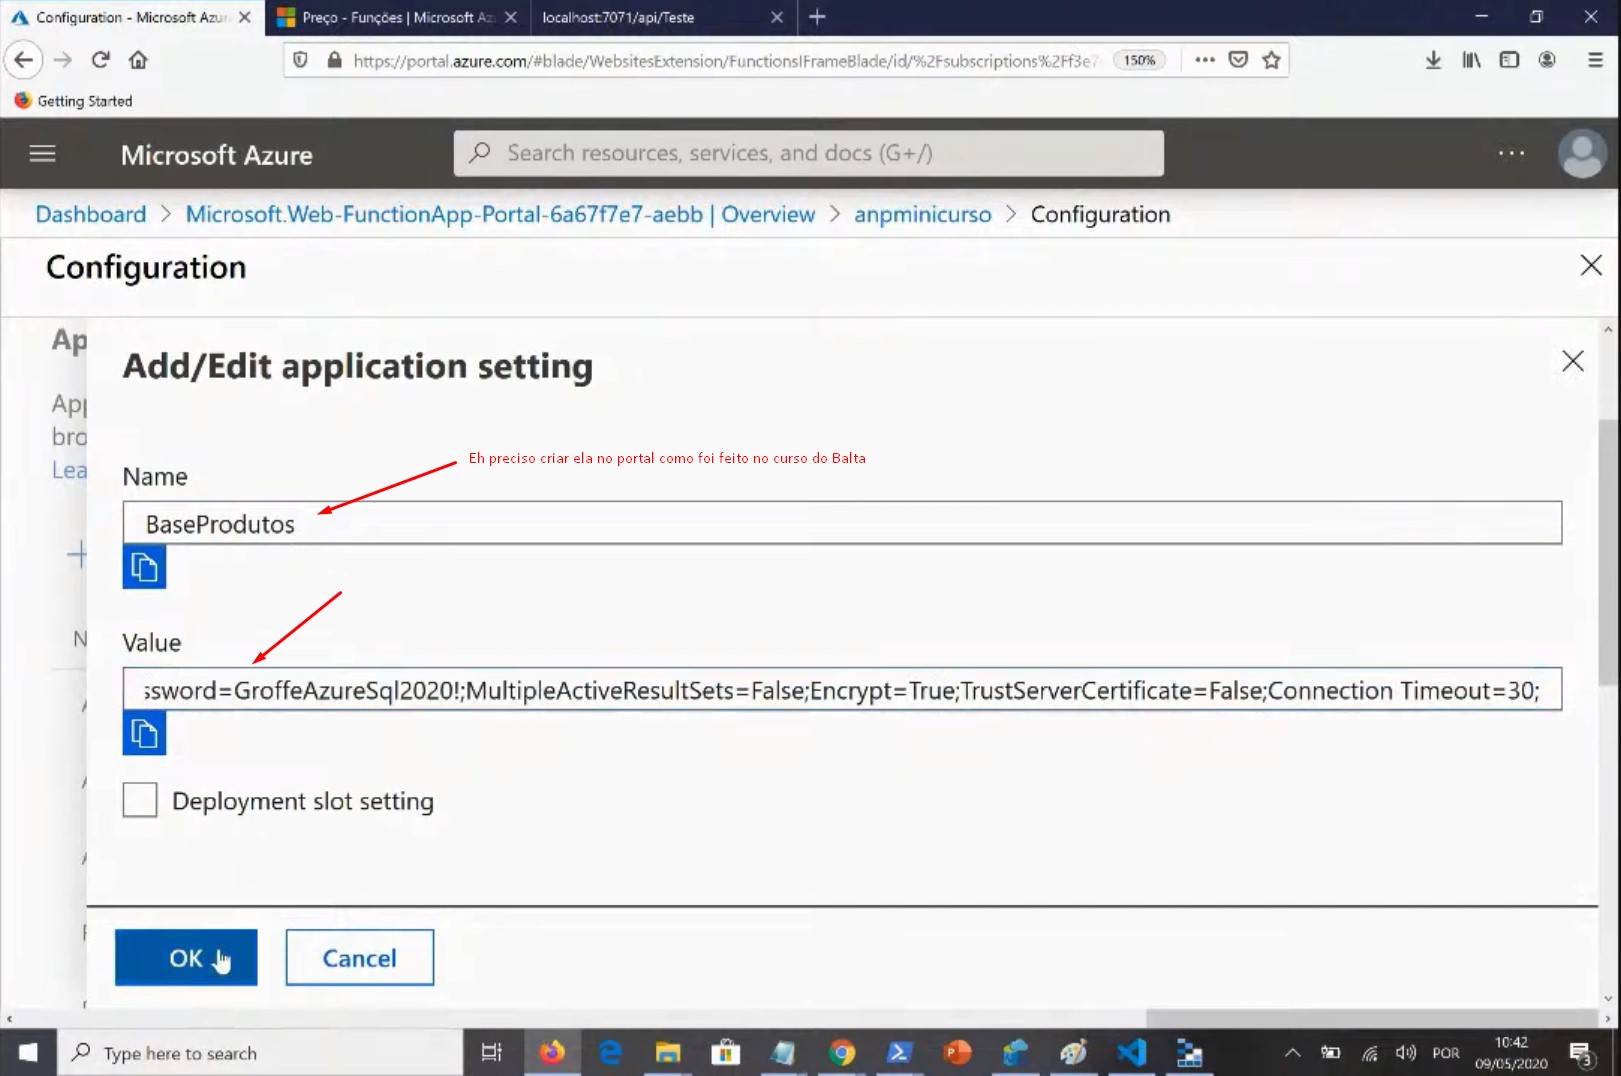 Configuration - Microsoft Azur
Preço - Funções | Microsoft Az
localhost:7071/api/Teste
https://portal.azure.com/#blade/WebsitesExtension/FunctionsIFrameBlade/id/%2Fsubscriptions%2Ff3e7
150%
Getting Started
Microsoft Azure
Search resources, services, and docs (G+/)
Dashboard > Microsoft.Web-FunctionApp-Portal-6a67f7e7-aebb | Overview > anpminicurso > Configuration
Configuration
Ap
Add/Edit application setting
App
bro
Lea
Eh preciso criar ela no portal como foi feito no curso do Balta
Name
BaseProdutos
N
Value
ssword=GroffeAzureSql2020!;MultipleActiveResultSets=False;Encrypt=True;TrustServerCertificate=False;Connection Timeout=30;
Deployment slot setting
OK
Cancel
Type here to search
POR
10:42
09/05/2020
3